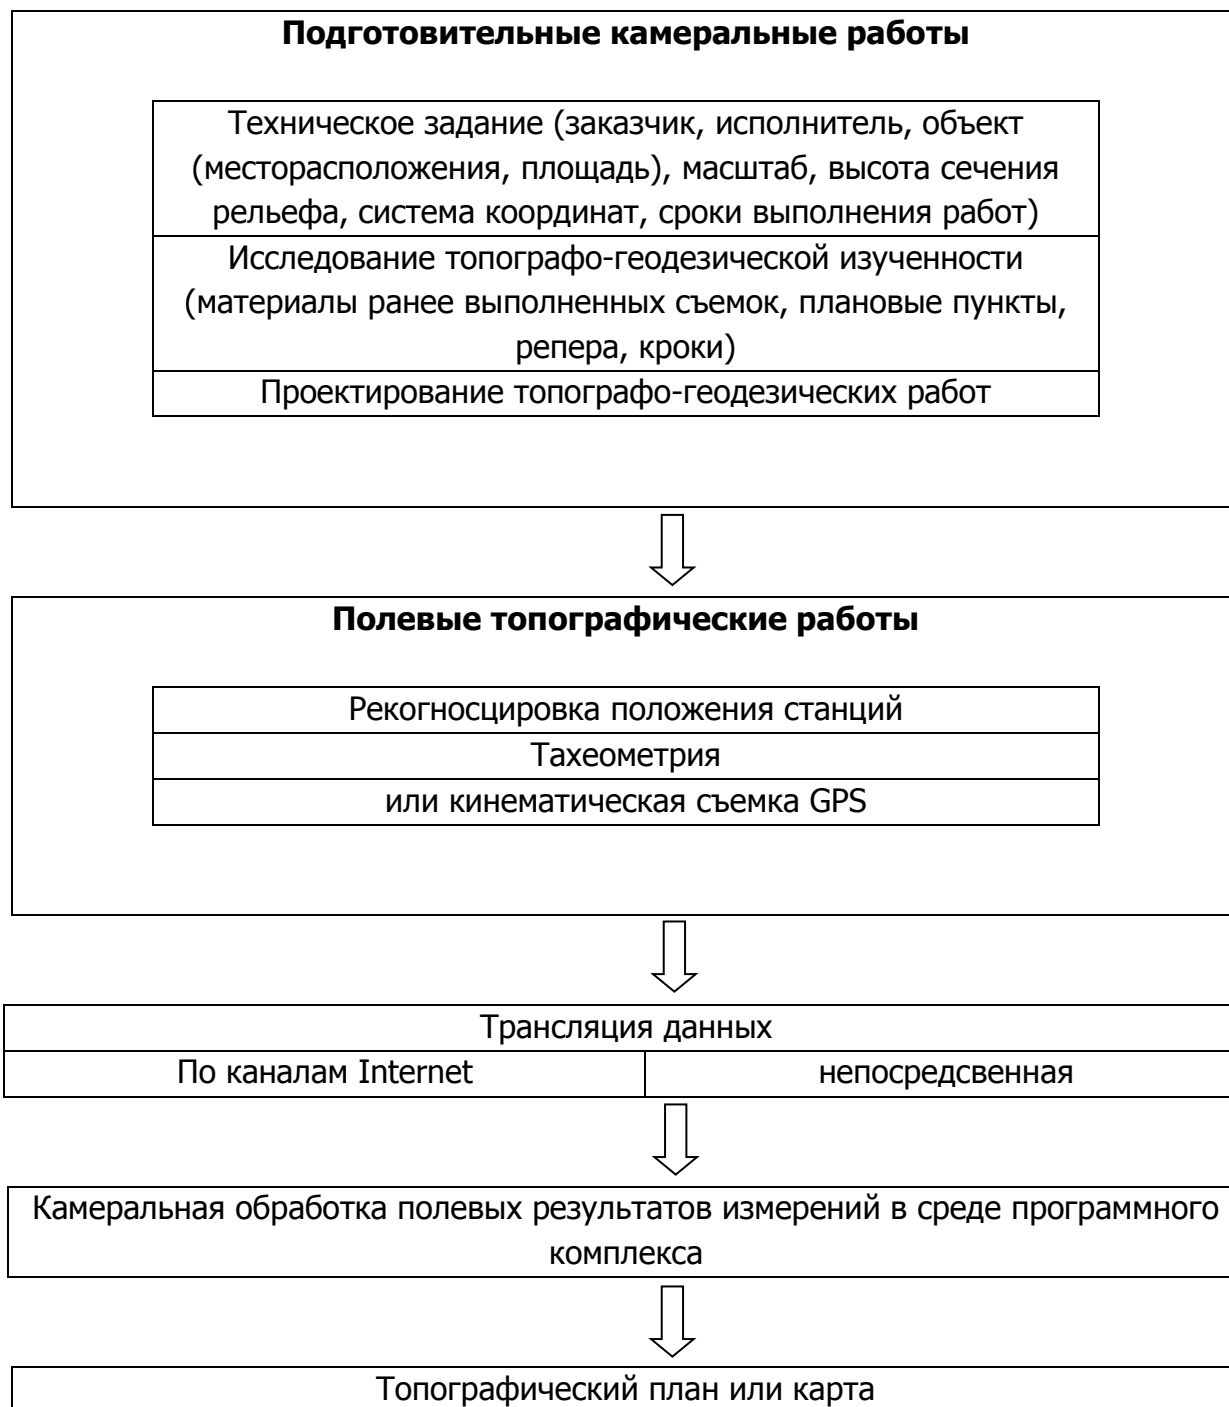 Подготовительные камеральные работы
Техническое задание (заказчик, исполнитель, объект
(месторасположения, площадь), масштаб, высота сечения
рельефа, система координат, сроки выполнения работ)
Исследование топографо-геодезической изученности
(материалы ранее выполненных съемок, плановые пункты,
репера, кроки)
Проектирование топографо-геодезических работ
Полевые топографические работы
Рекогносцировка положения станций
Тахеометрия
или кинематическая съемка GPS
Трансляция данных
По каналам Internet
непосредсвенная
Камеральная обработка полевых результатов измерений в среде программного
комплекса
Топографический план или карта